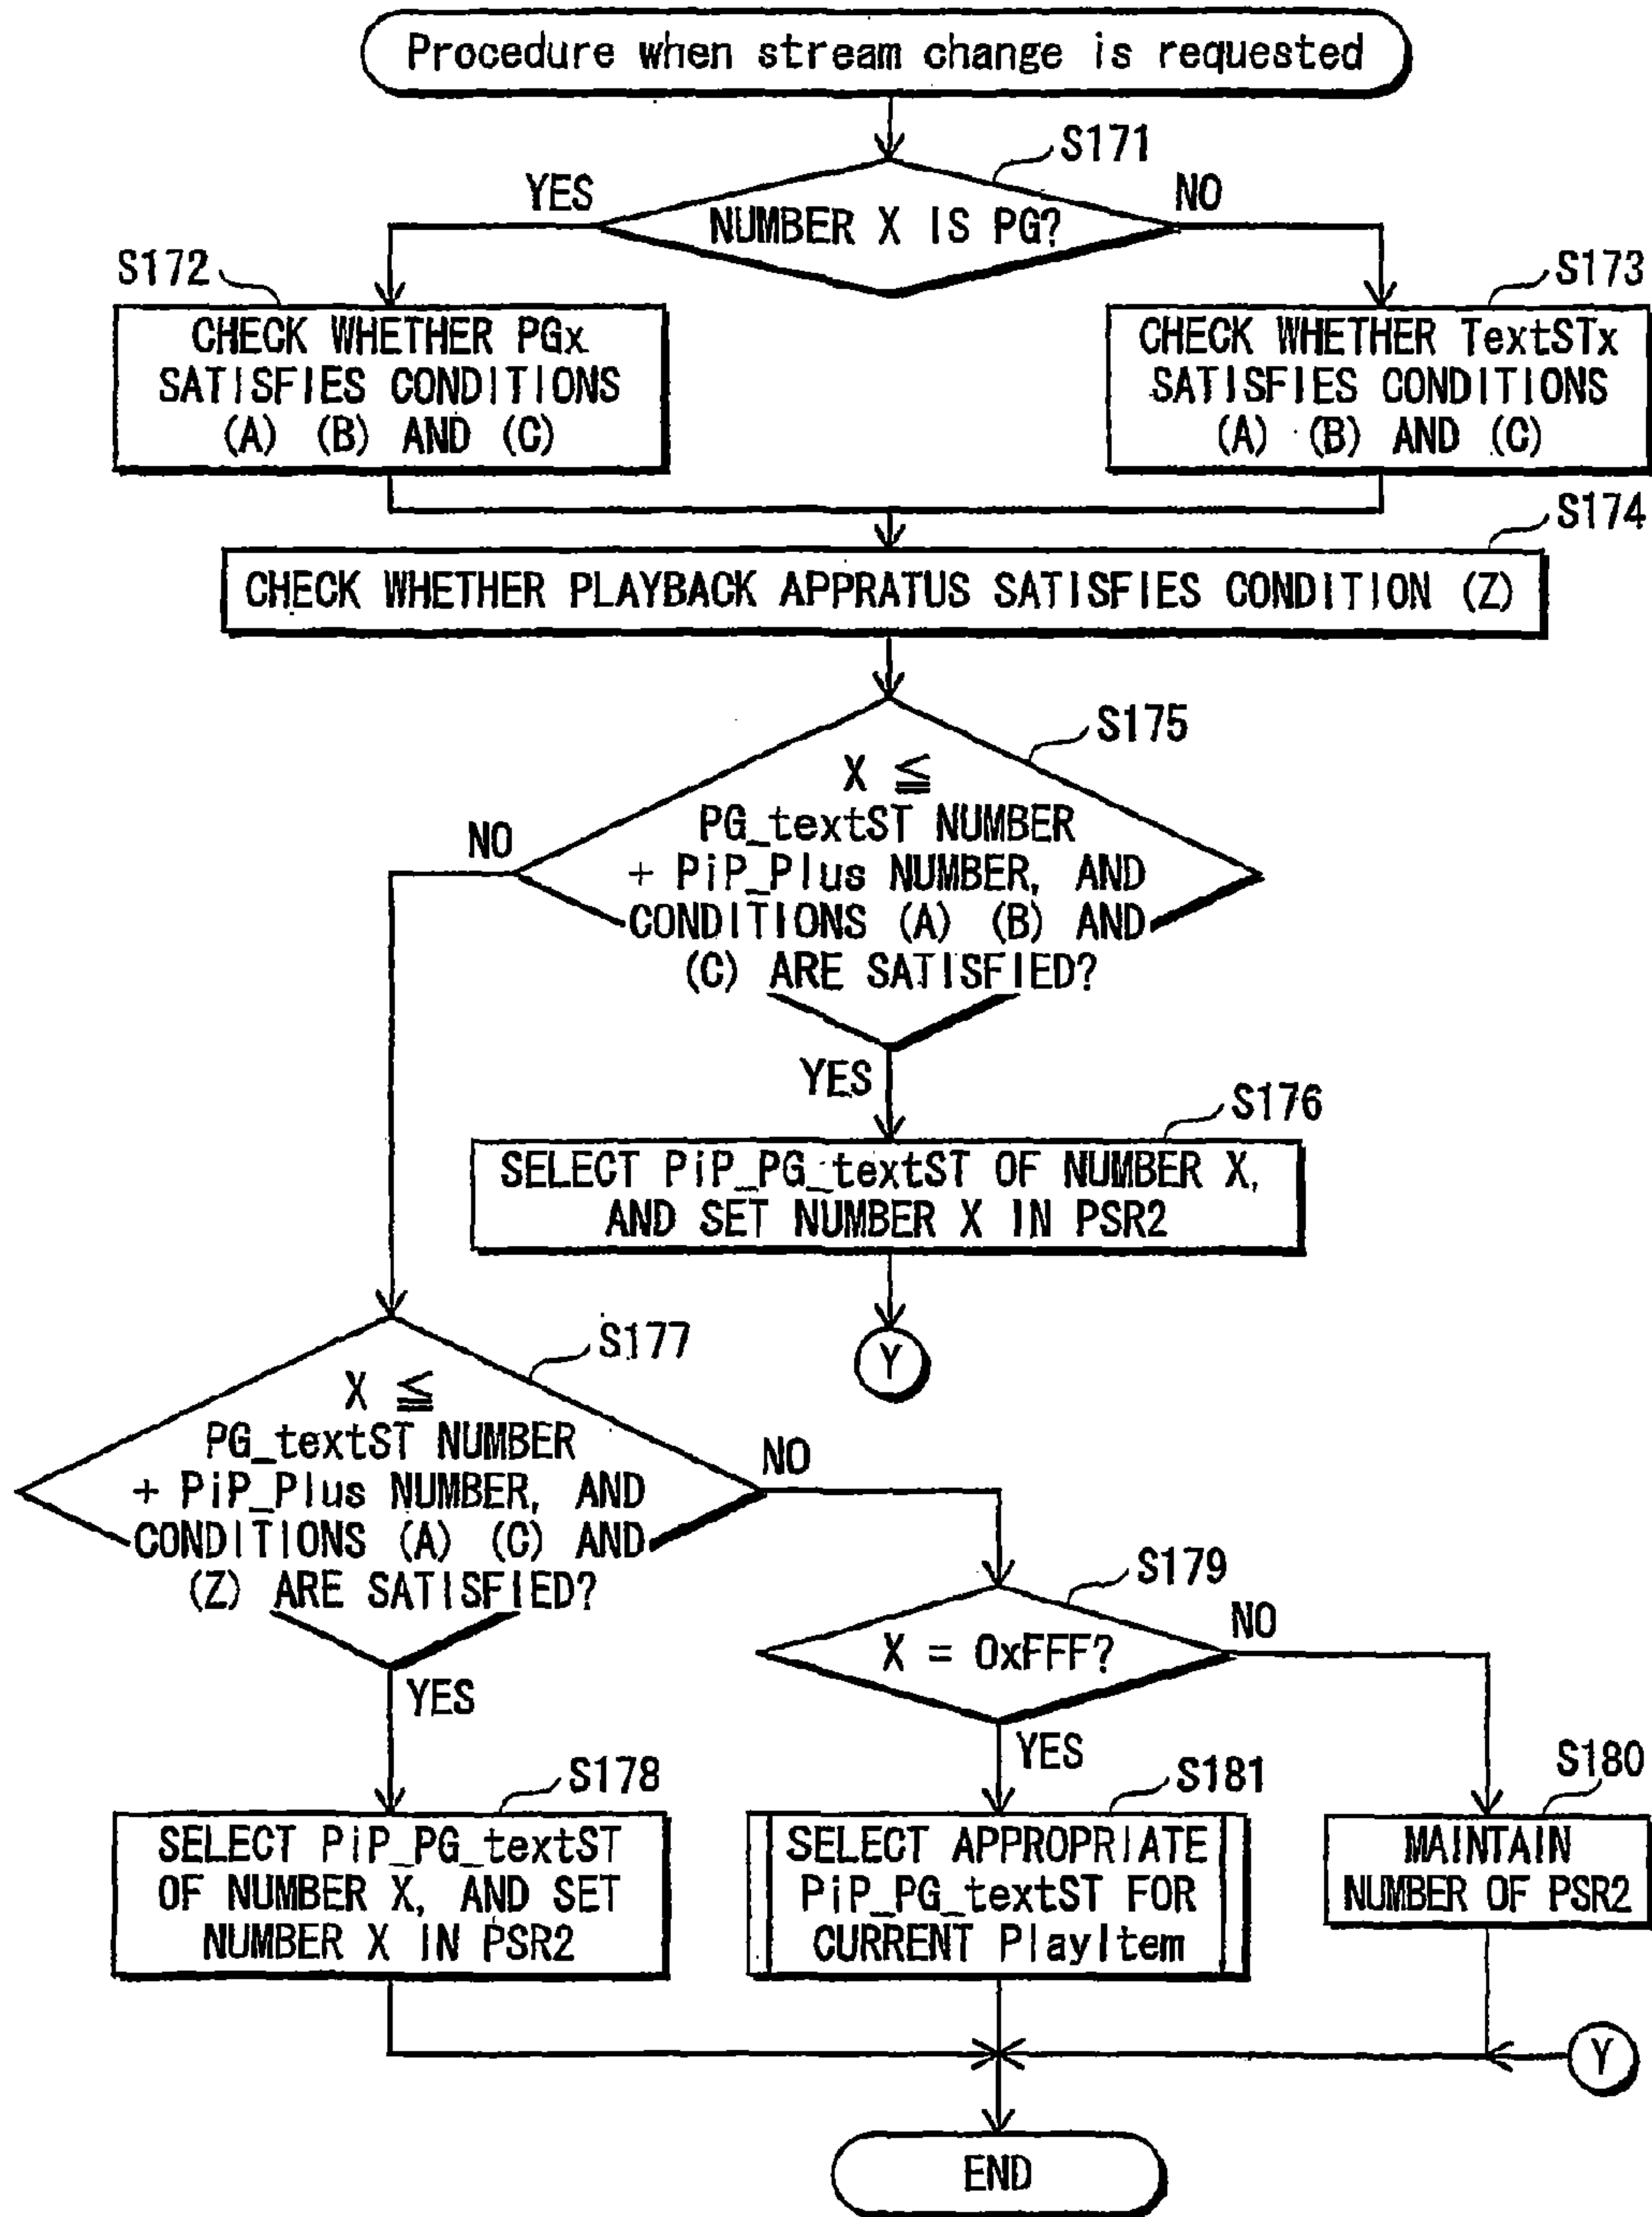 Procedure when stream change is requested
S171
YES
NO
NUMBER X IS PG?
S172
S173
CHECK WHETHER PGx
SATISFIES CONDITIONS
(A) (B) AND (C)
CHECK WHETHER TextSTx
SATISFIES CONDITIONS
(A) (B) AND (C)
S174
CHECK WHETHER PLAYBACK APPRATUS SATISFIES CONDITION (Z)
S175
X ≦
PG_textST NUMBER
+ PiP_Plus NUMBER, AND
CONDITIONS (A) (B) AND
(C) ARE SATISFIED?
NO
YES
S176
SELECT PiP_PG_textST OF NUMBER X,
AND SET NUMBER X IN PSR2
Y
S177
X ≦
PG_textST NUMBER
+ PiP_Plus NUMBER, AND
CONDITIONS (A) (C) AND
(Z) ARE SATISFIED?
NO
YES
S179
X = 0xFFF?
NO
YES
S178
SELECT PiP_PG_textST
OF NUMBER X, AND SET
NUMBER X IN PSR2
S181
SELECT APPROPRIATE
PiP_PG_textST FOR
CURRENT PlayItem
S180
MAINTAIN
NUMBER OF PSR2
Y
END